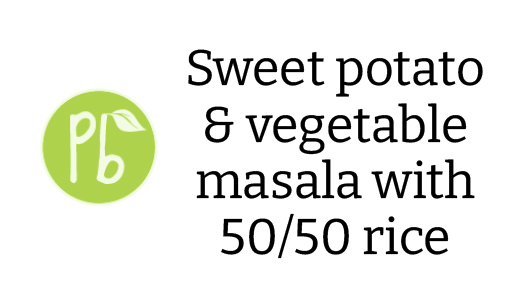 Pb
Sweet potato
& vegetable
masala with
50/50 rice